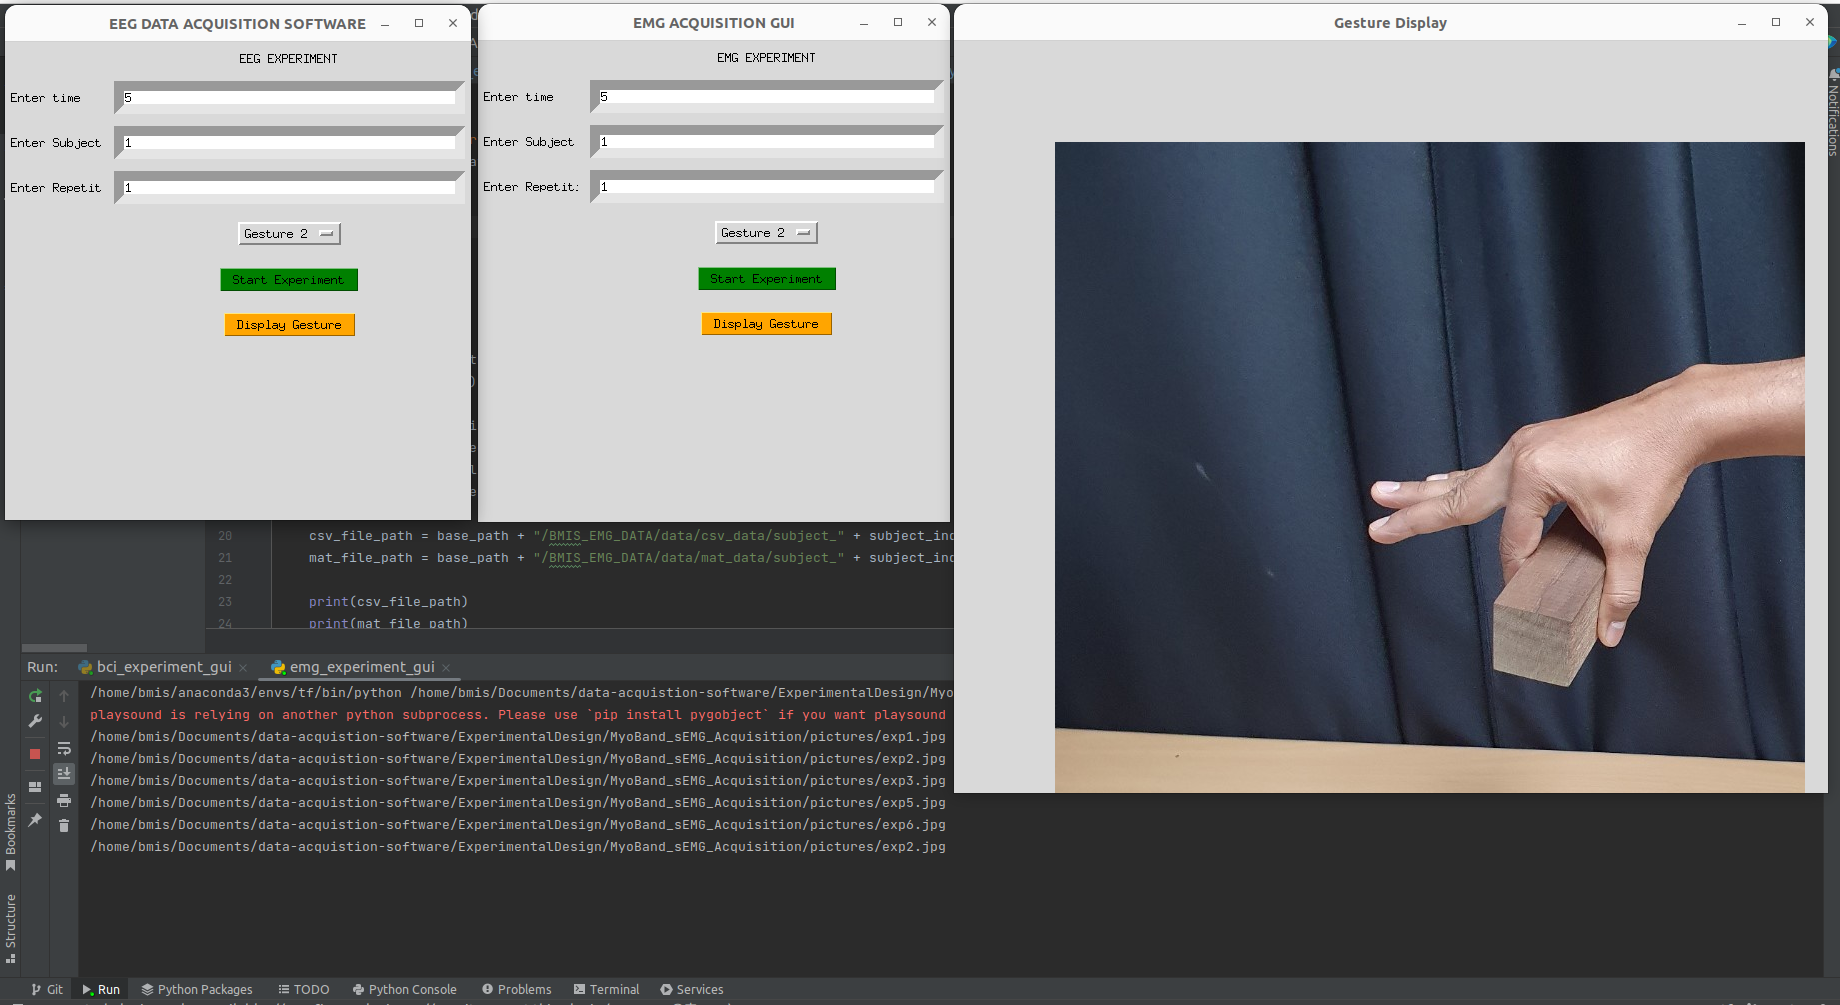 EEG DATA ACQUISITION SOFTWARE
EEG EXPERIMENT
Enter time
5
Enter Subject
1
Enter Repetit
1
Gesture 2
Start Experiment
Display Gesture
EMG ACQUISITION GUI
EMG EXPERIMENT
Enter time
5
Enter Subject
1
Enter Repetit:
1
Gesture 2
Start Experiment
Display Gesture
Gesture Display
Notifications
20 csv_file_path = base_path + "/BMIS_EMG_DATA/data/csv_data/subject_" + subject_ind
21 mat_file_path = base_path + "/BMIS_EMG_DATA/data/mat_data/subject_" + subject_ind
22
23 print(csv_file_path)
24 print(mat_file_path)
Run: bci_experiment_gui emg_experiment_gui
/home/bmis/anaconda3/envs/tf/bin/python /home/bmis/Documents/data-acquistion-software/ExperimentalDesign/Myo
playsound is relying on another python subprocess. Please use `pip install pygobject` if you want playsound
/home/bmis/Documents/data-acquistion-software/ExperimentalDesign/MyoBand_sEMG_Acquisition/pictures/exp1.jpg
/home/bmis/Documents/data-acquistion-software/ExperimentalDesign/MyoBand_sEMG_Acquisition/pictures/exp2.jpg
/home/bmis/Documents/data-acquistion-software/ExperimentalDesign/MyoBand_sEMG_Acquisition/pictures/exp3.jpg
/home/bmis/Documents/data-acquistion-software/ExperimentalDesign/MyoBand_sEMG_Acquisition/pictures/exp5.jpg
/home/bmis/Documents/data-acquistion-software/ExperimentalDesign/MyoBand_sEMG_Acquisition/pictures/exp6.jpg
/home/bmis/Documents/data-acquistion-software/ExperimentalDesign/MyoBand_sEMG_Acquisition/pictures/exp2.jpg
Bookmarks
Structure
Git Run Python Packages TODO Python Console Problems Terminal Services